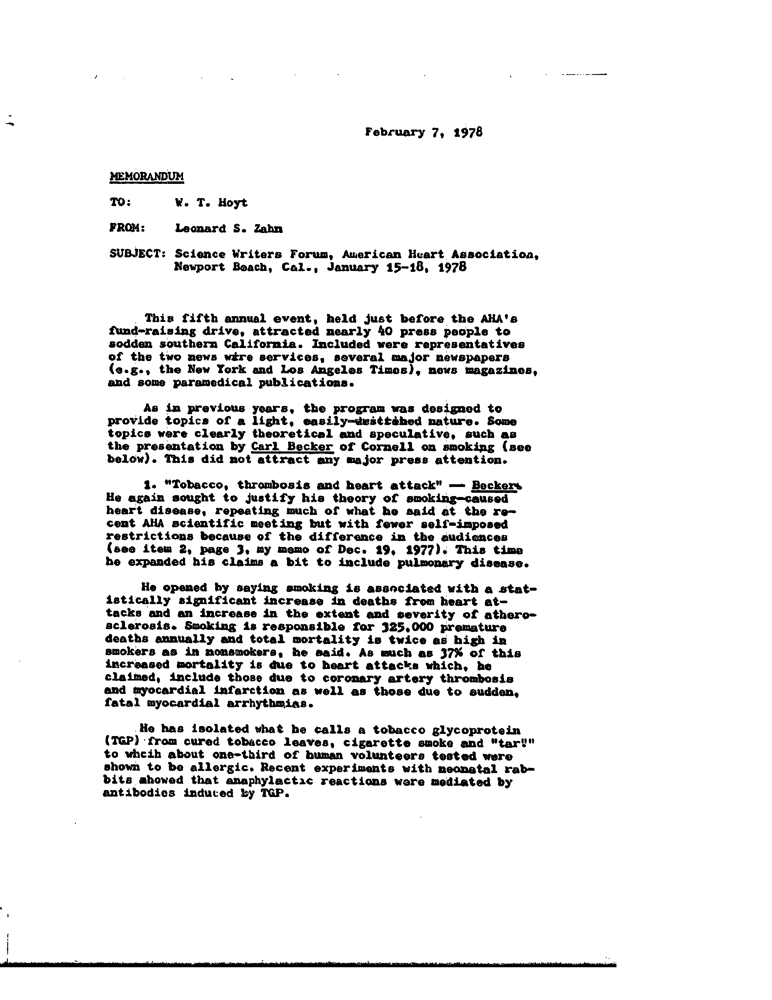 February 7, 1978
MEMORANDUM
TO: W. T. Hoyt
FROM: Leonard S. Zahn
SUBJECT: Science Writers Forum, American Heart Association,
Newport Beach, Cal., January 15-18, 1978
This fifth annual event, held just before the AHA's
fund-raising drive, attracted nearly 40 press people to
sodden southern California. Included were representatives
of the two news wire services, several major newspapers
(e.g., the New York and Los Angeles Times), news magazines,
and some paramedical publications.
As in previous years, the program was designed to
provide topics of a light, easily- nature. Some
topics were clearly theoretical and speculative, such as
the presentation by Carl Becker of Cornell on smoking (see
below). This did not attract any major press attention.
1. "Tobacco, thrombosis and heart attack" — Becker.
He again sought to justify his theory of smoking-caused
heart disease, repeating much of what he said at the re-
cent AHA scientific meeting but with fewer self-imposed
restrictions because of the difference in the audiences
(see item 2, page 3, my memo of Dec. 19, 1977). This time
he expanded his claims a bit to include pulmonary disease.
He opened by saying smoking is associated with a stat-
istically significant increase in deaths from heart at-
tacks and an increase in the extent and severity of athero-
sclerosis. Smoking is responsible for 325,000 premature
deaths annually and total mortality is twice as high in
smokers as in nonsmokers, he said. As much as 37% of this
increased mortality is due to heart attacks which, he
claimed, include those due to coronary artery thrombosis
and myocardial infarction as well as those due to sudden,
fatal myocardial arrhythmias.
He has isolated what he calls a tobacco glycoprotein
(TGP) from cured tobacco leaves, cigarette smoke and "tar"
to whcih about one-third of human volunteers tested were
shown to be allergic. Recent experiments with neonatal rab-
bits showed that anaphylactic reactions were mediated by
antibodies induced by TGP.